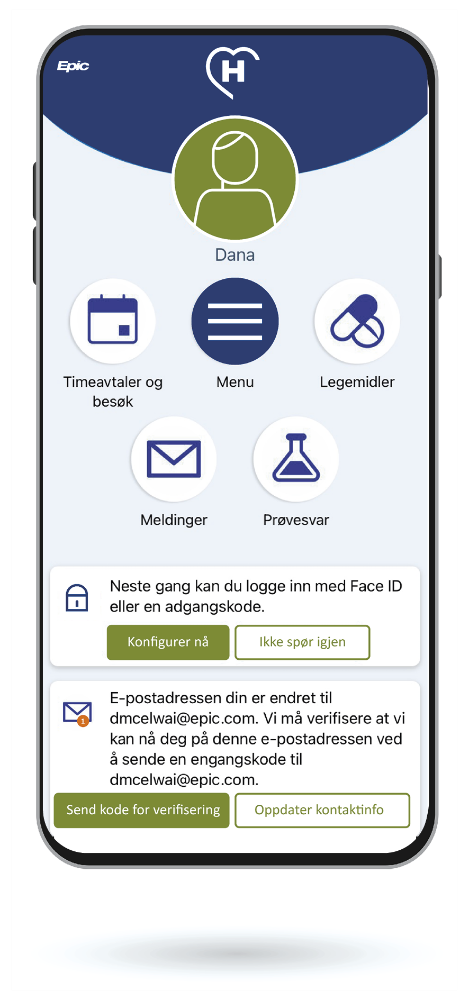 Epic
H
Dana
Timeavtaler og
besøk
Menu
Legemidler
Meldinger
Prøvesvar
Neste gang kan du logge inn med Face ID
eller en adgangskode.
Konfigurer nå
Ikke spør igjen
E-postadressen din er endret til
dmcelwai@epic.com. Vi må verifisere at vi
kan nå deg på denne e-postadressen ved
å sende en engangskode til
dmcelwai@epic.com.
1
Send kode for verifisering
Oppdater kontaktinfo